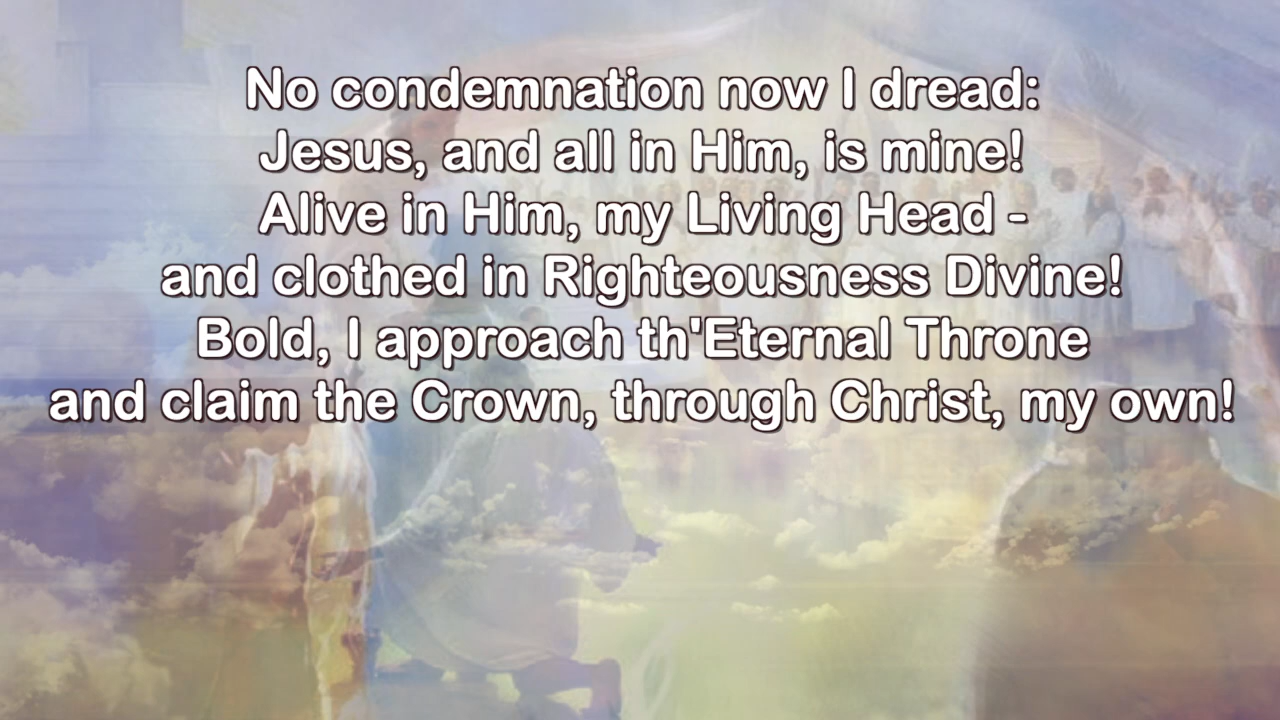 No condemnation now I dread:
Jesus, and all in Him, is mine!
Alive in Him, my Living Head -
and clothed in Righteousness Divine!
Bold, I approach th'Eternal Throne
and claim the Crown, through Christ, my own!